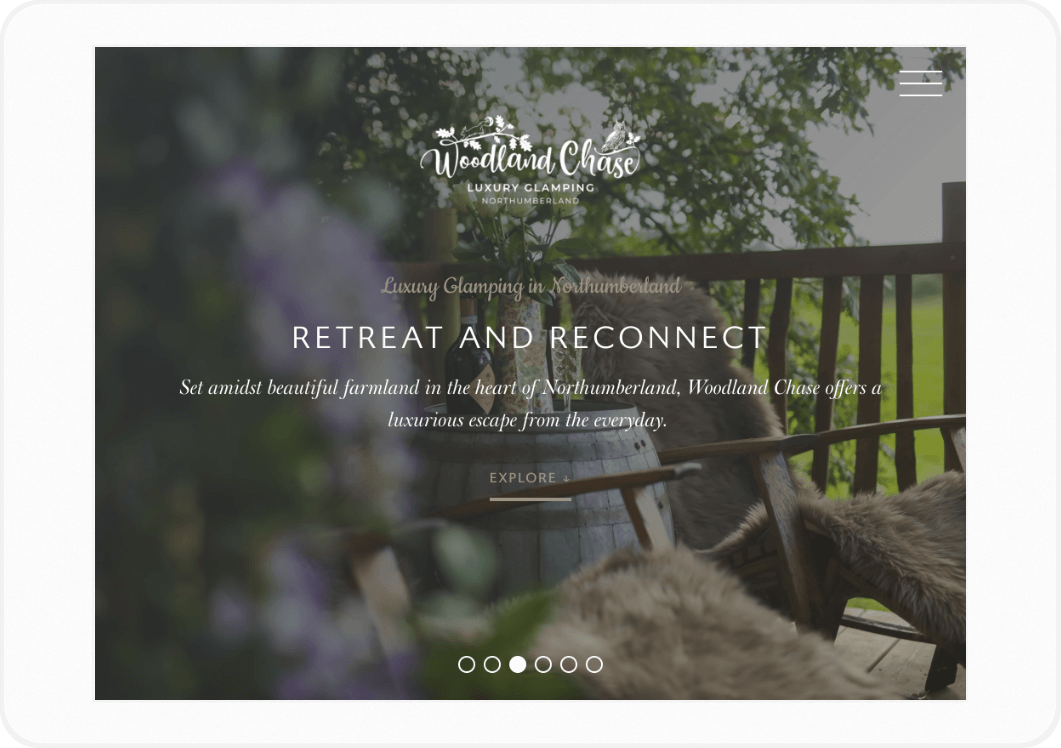 Woodland Chase
LUXURY GLAMPING
NORTHUMBERLAND
Luxury Glamping in Northumberland
RETREAT AND RECONNECT
Set amidst beautiful farmland in the heart of Northumberland, Woodland Chase offers a
luxurious escape from the everyday.
EXPLORE ↓